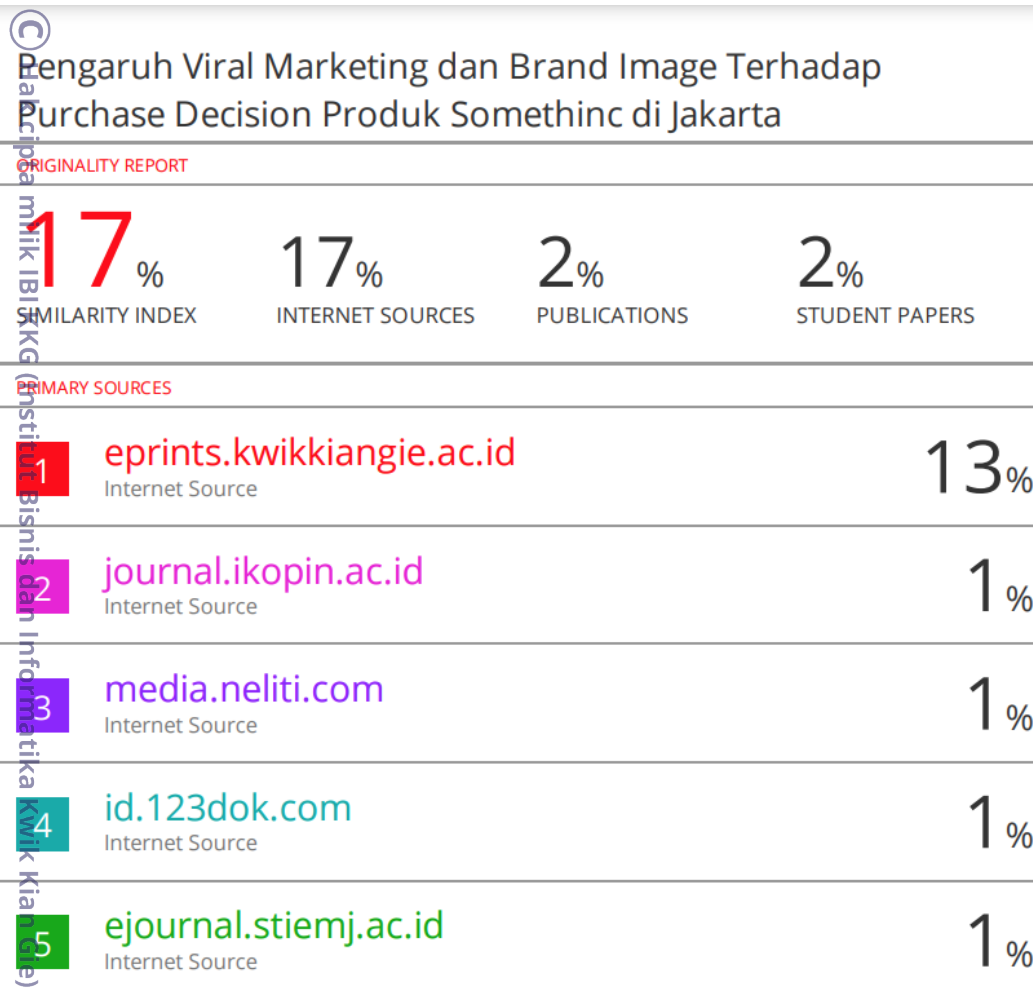 Pengaruh Viral Marketing dan Brand Image Terhadap
Purchase Decision Produk Somethinc di Jakarta
ORIGINALITY REPORT
17%
SIMILARITY INDEX
17%
INTERNET SOURCES
2%
PUBLICATIONS
2%
STUDENT PAPERS
PRIMARY SOURCES
1
eprints.kwikkiangie.ac.id
Internet Source
13%
2
journal.ikopin.ac.id
Internet Source
1%
3
media.neliti.com
Internet Source
1%
4
id.123dok.com
Internet Source
1%
5
ejournal.stiemj.ac.id
Internet Source
1%
© Hak cipta milik IBI KKG (Institut Bisnis dan Informatika Kwik Kian Gie)